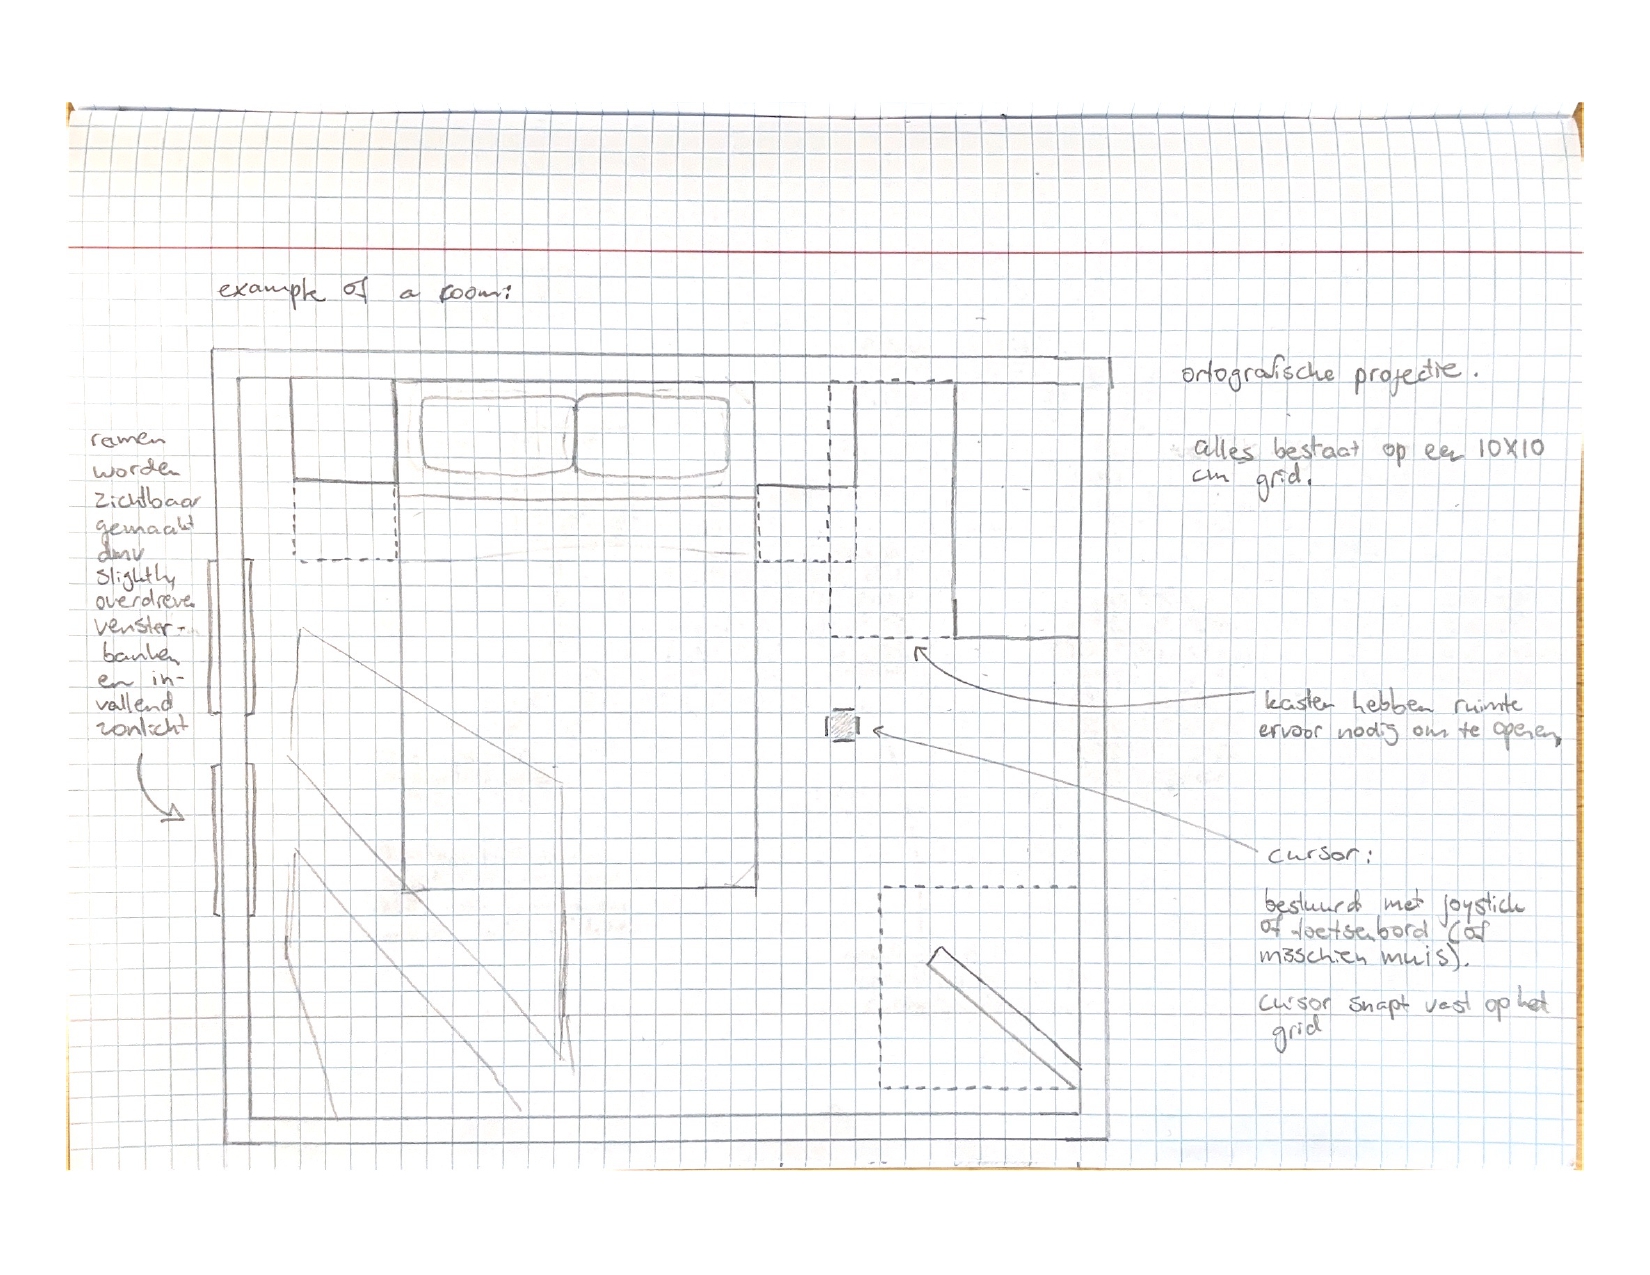 example of a room:
ortografische projectie.
alles bestaat op een 10X10
cm grid.
ramen
worden
zichtbaar
gemaakt
dmv
slightly
overdreven
venster-
banken
en in-
vallend
zonlicht
kasten hebben ruimte
ervoor nodig om te openen
cursor:
bestuurd met joystick
of toetsenbord (of
misschien muis).
cursor snapt vast op het
grid